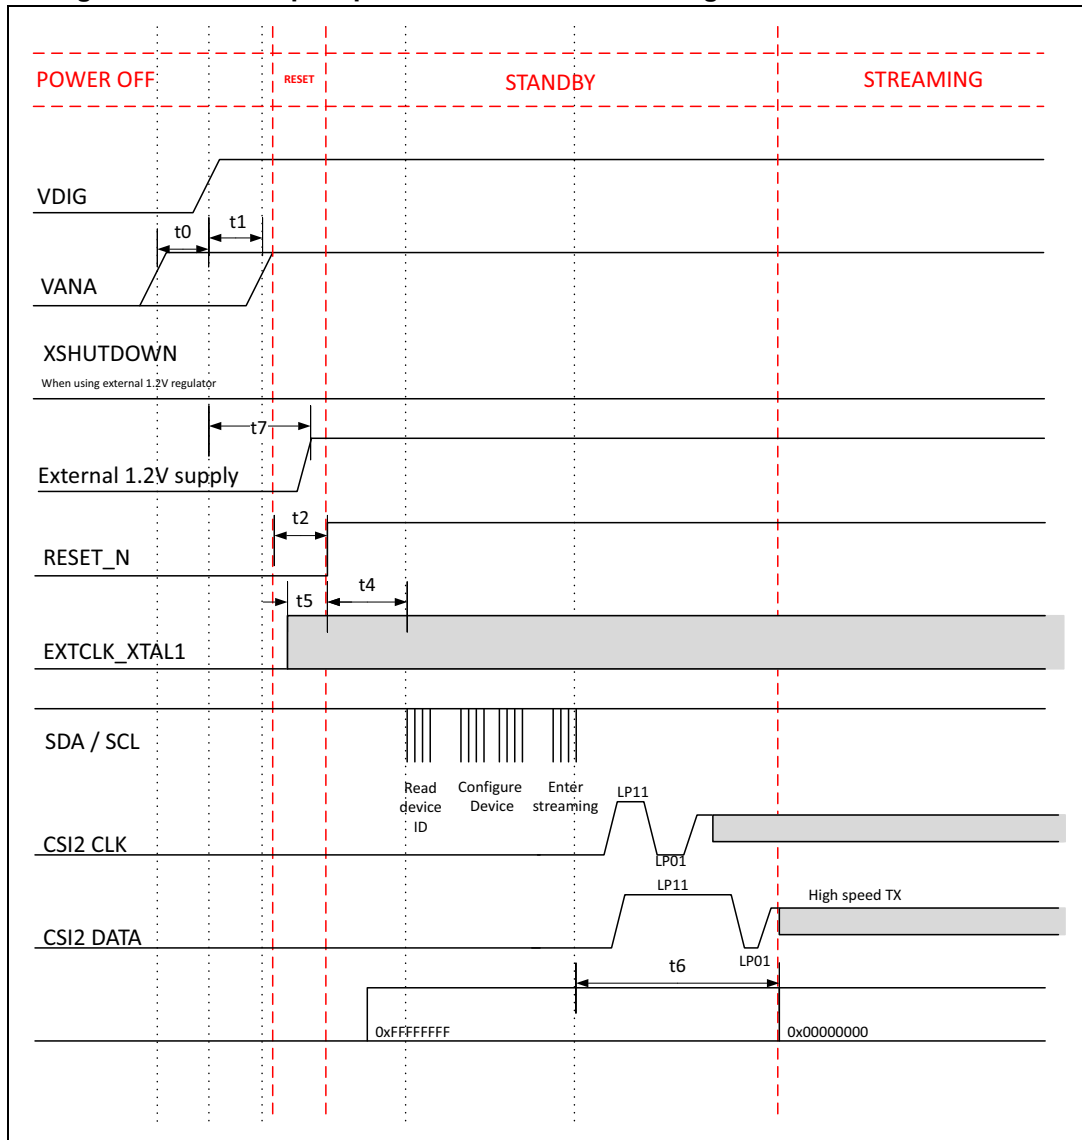 POWER OFF
RESET
STANDBY
STREAMING
VDIG
t0
t1
VANA
XSHUTDOWN
When using external 1.2V regulator
t7
External 1.2V supply
t2
RESET_N
t4
t5
EXTCLK_XTAL1
SDA / SCL
Read
device
ID
Configure
Device
Enter
streaming
LP11
CSI2 CLK
LP01
LP11
High speed TX
CSI2 DATA
LP01
t6
0xFFFFFFFF
0x00000000